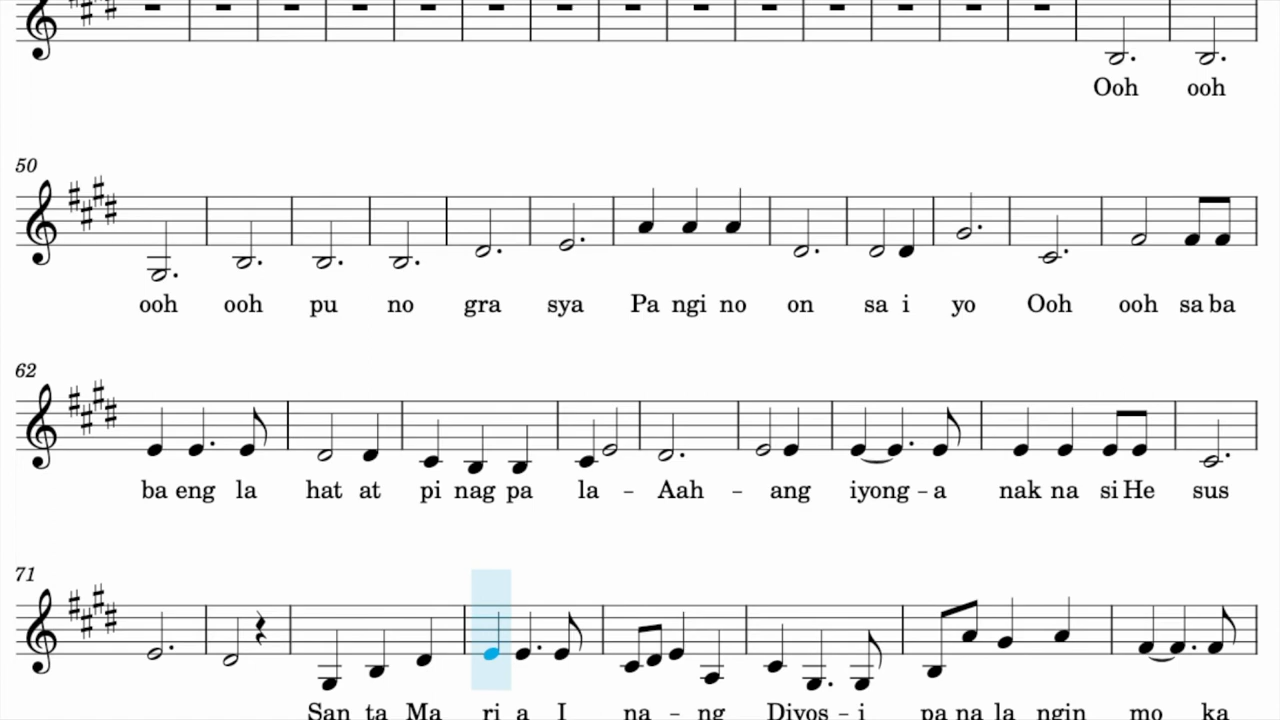 Ooh ooh
50
ooh ooh pu no gra sya Pa ngi no on sa i yo Ooh ooh sa ba
62
ba eng la hat at pi nag pa la – Aah – ang iyong – a nak na si He sus
71
San ta Ma ri a I na – ng Diyos – i pa na la ngin mo ka